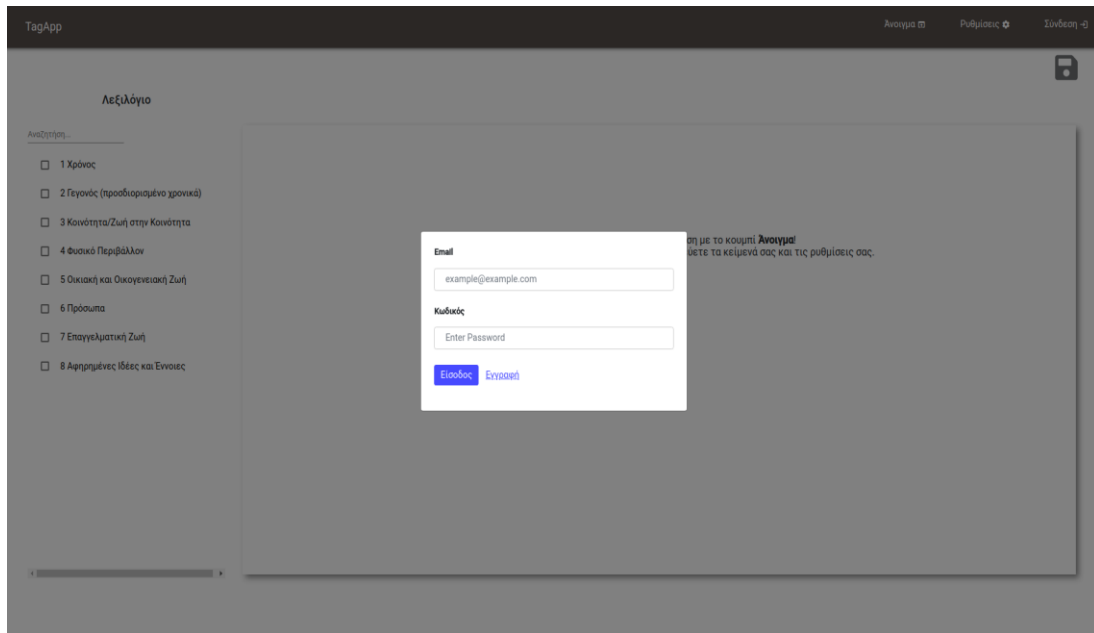 TagApp
Άνοιγμα
Ρυθμίσεις
Σύνδεση
Λεξιλόγιο
Αναζήτηση...
1 Χρόνος
2 Γεγονός (προσδιορισμένο χρονικά)
3 Κοινότητα/Ζωή στην Κοινότητα
4 Φυσικό Περιβάλλον
5 Οικιακή και Οικογενειακή Ζωή
6 Πρόσωπα
7 Επαγγελματική Ζωή
8 Αφηρημένες Ιδέες και Έννοιες
με το κουμπί Άνοιγμα!
τα κείμενά σας και τις ρυθμίσεις σας.
Email
example@example.com
Κωδικός
Enter Password
Είσοδος Εγγραφή